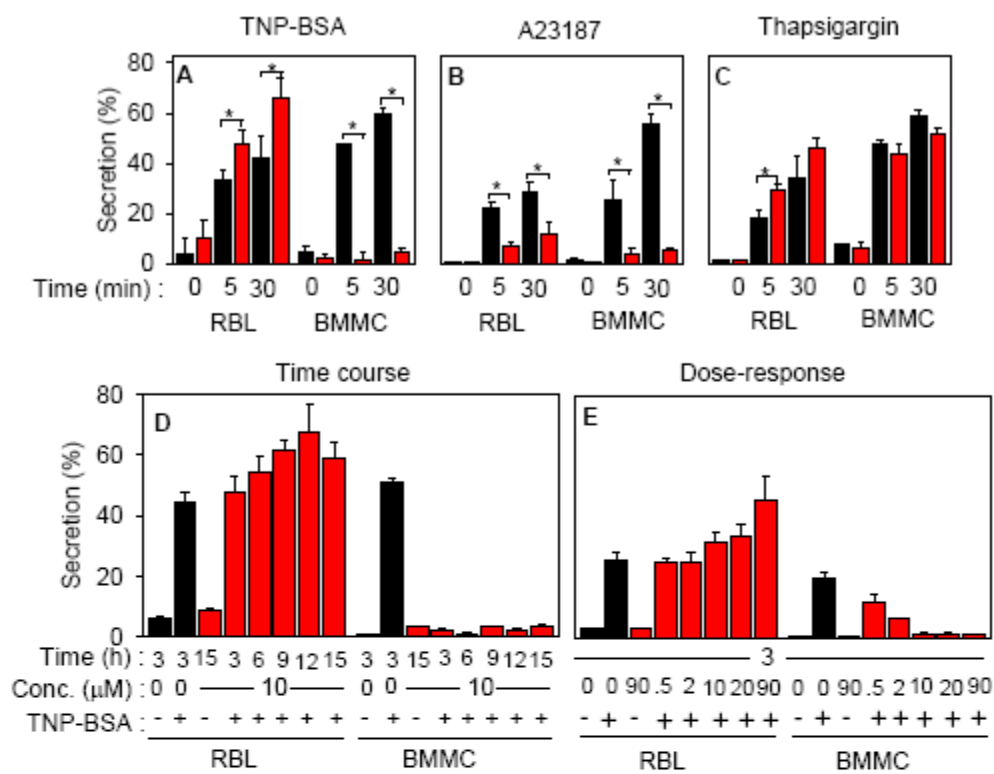 TNP-BSA A23187 Thapsigargin
80 A B C
60 * * * * * * * * *
40
20
0
Secretion (%)
Time (min) : 0 5 30 0 5 30 0 5 30 0 5 30 0 5 30 0 5 30
RBL BMMC RBL BMMC RBL BMMC
Time course Dose-response
80 D E
60
40
20
0
Secretion (%)
Time (h) : 3 3 15 3 6 9 12 15 3 3 15 3 6 9 12 15 3
Conc. (μM) : 0 0 10 0 0 10 0 0 90 .5 2 10 20 90 0 0 90 .5 2 10 20 90
TNP-BSA : - + - + + + + + - + - + + + + + - + - + + + + + - + - + + + + +
RBL BMMC RBL BMMC